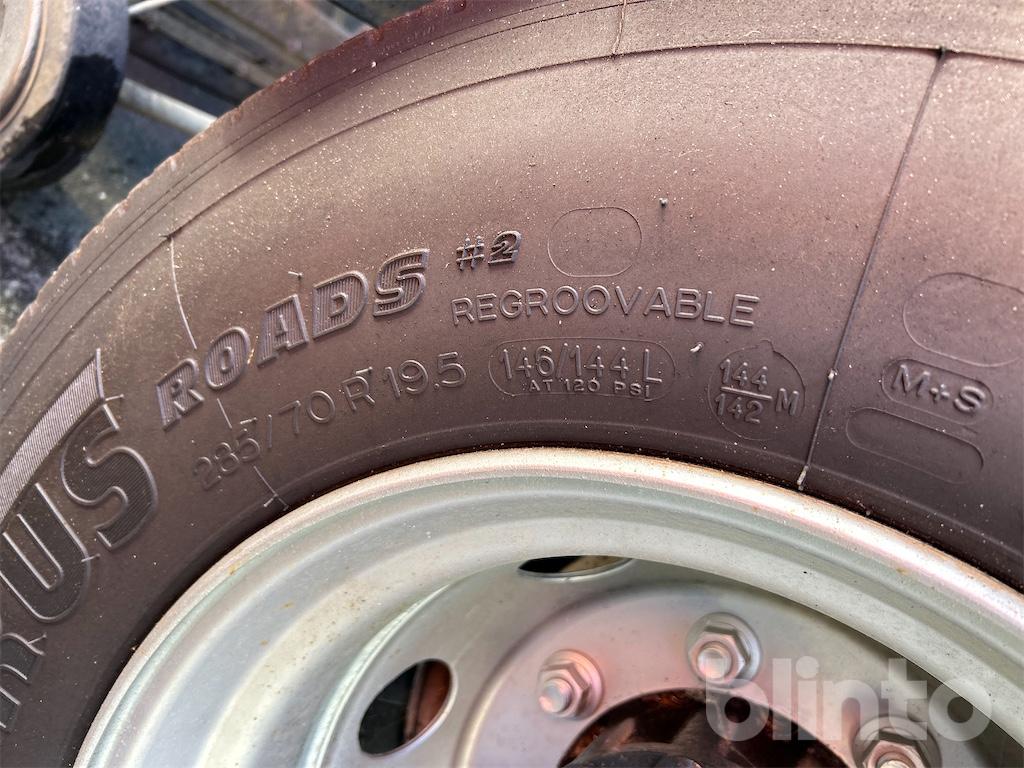 RUS
ROADS #2
REGROOVABLE
285/70 R 19.5
146/144 L
AT 120 PSI
144
142 M
M+S
blinto